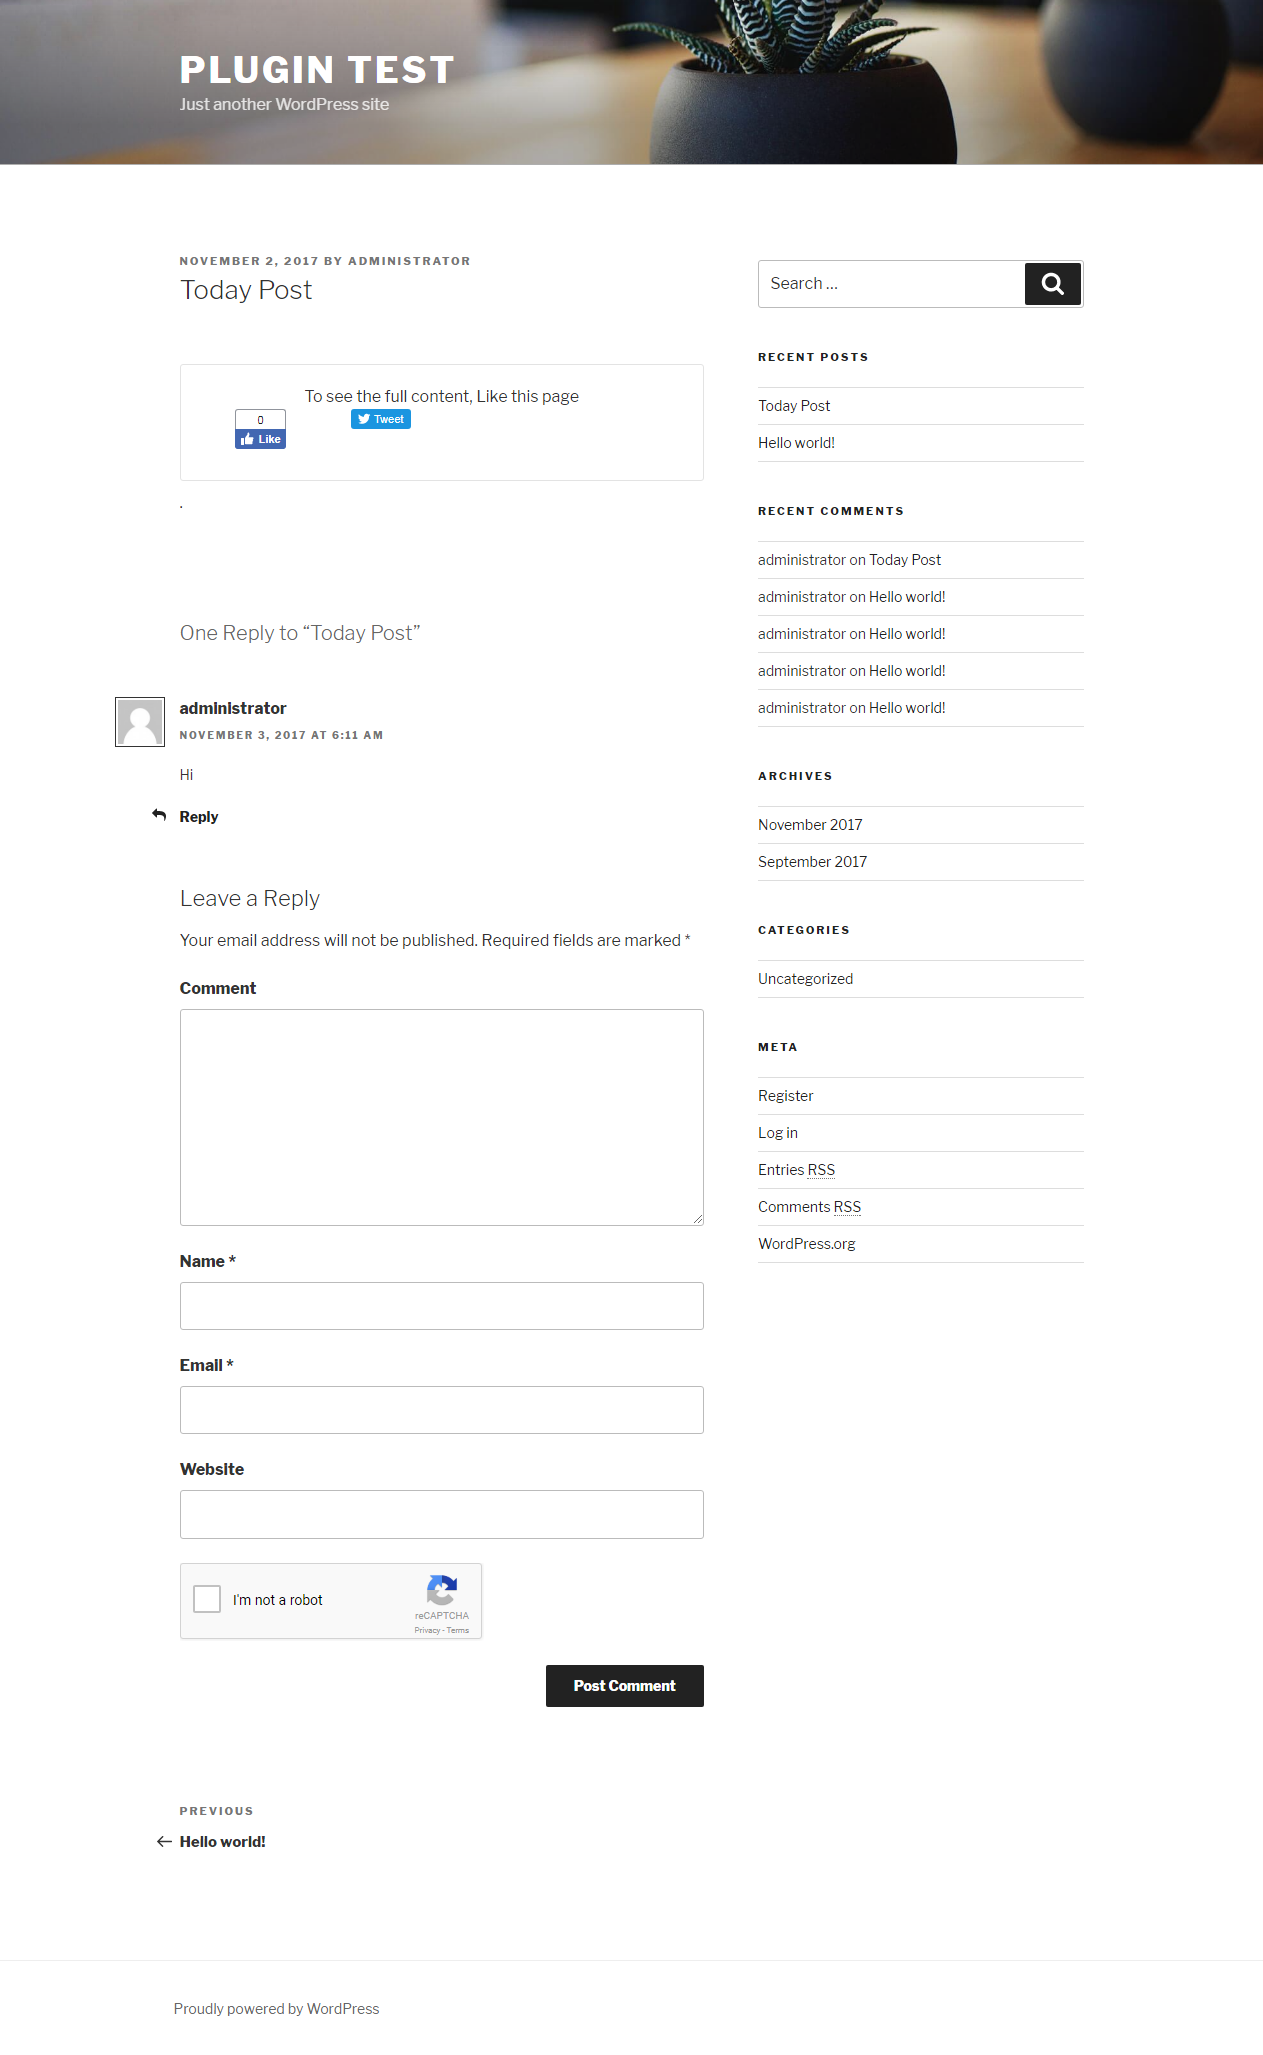 PLUGIN TEST
Just another WordPress site
NOVEMBER 2, 2017 BY ADMINISTRATOR
Today Post
To see the full content, Like this page
0
Like
Tweet
.
One Reply to “Today Post”
administrator
NOVEMBER 3, 2017 AT 6:11 AM
Hi
Reply
Leave a Reply
Your email address will not be published. Required fields are marked *
Comment
Name *
Email *
Website
I'm not a robot
reCAPTCHA
Privacy - Terms
Post Comment
PREVIOUS
Hello world!
Search …
RECENT POSTS
Today Post
Hello world!
RECENT COMMENTS
administrator on Today Post
administrator on Hello world!
administrator on Hello world!
administrator on Hello world!
administrator on Hello world!
ARCHIVES
November 2017
September 2017
CATEGORIES
Uncategorized
META
Register
Log in
Entries RSS
Comments RSS
WordPress.org
Proudly powered by WordPress